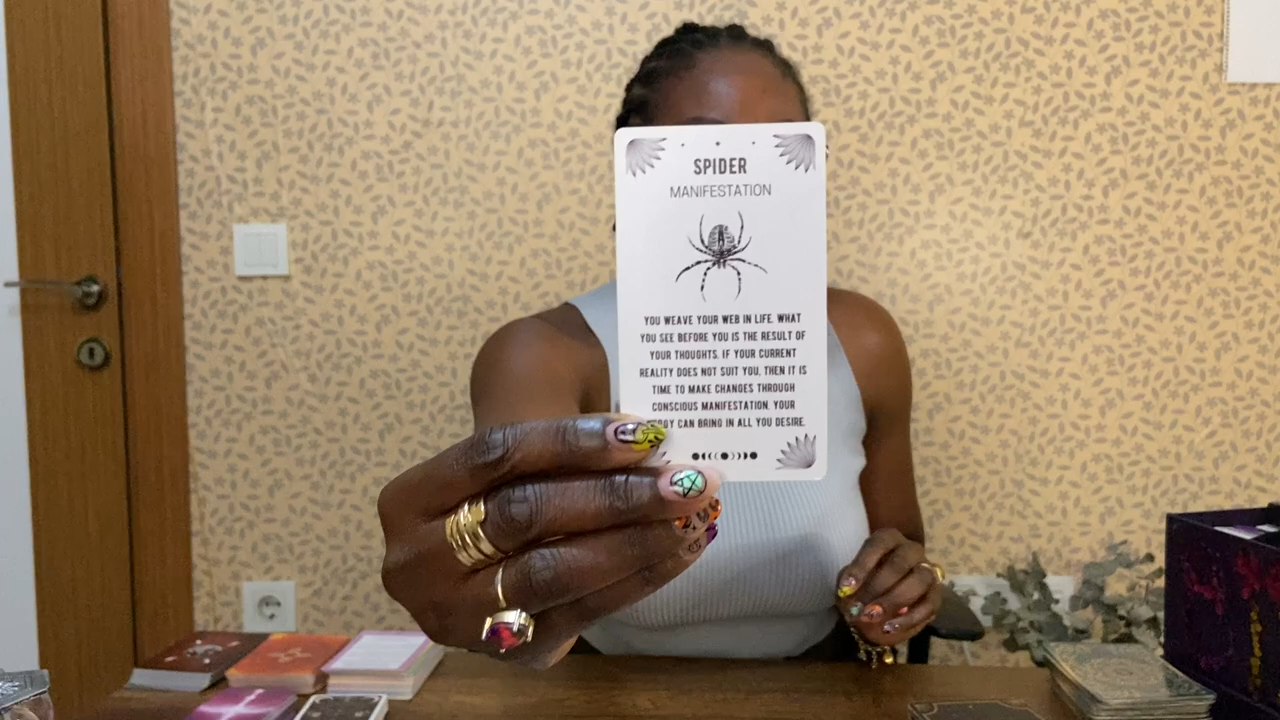 SPIDER
MANIFESTATION
YOU WEAVE YOUR WEB IN LIFE. WHAT
YOU SEE BEFORE YOU IS THE RESULT OF
YOUR THOUGHTS. IF YOUR CURRENT
REALITY DOES NOT SUIT YOU, THEN IT IS
TIME TO MAKE CHANGES THROUGH
CONSCIOUS MANIFESTATION. YOUR
CAN BRING IN ALL YOU DESIRE.